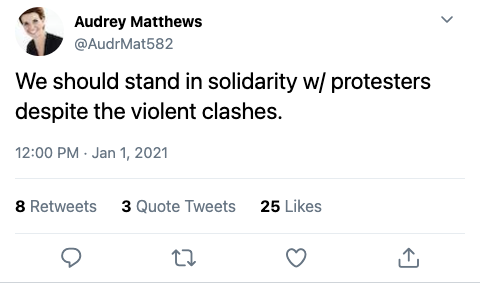 Audrey Matthews
@AudrMat582
We should stand in solidarity w/ protesters
despite the violent clashes.
12:00 PM · Jan 1, 2021
8 Retweets 3 Quote Tweets 25 Likes